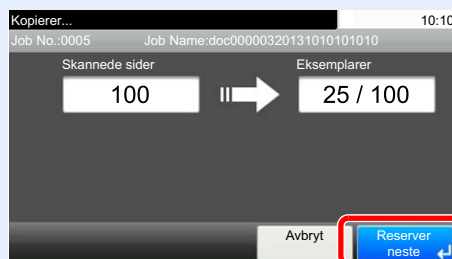 Kopierer... 10:10
Job No.:0005 Job Name:doc00000320131010101010
Skannede sider Eksemplarer
100 25 / 100
Avbryt Reserver
neste